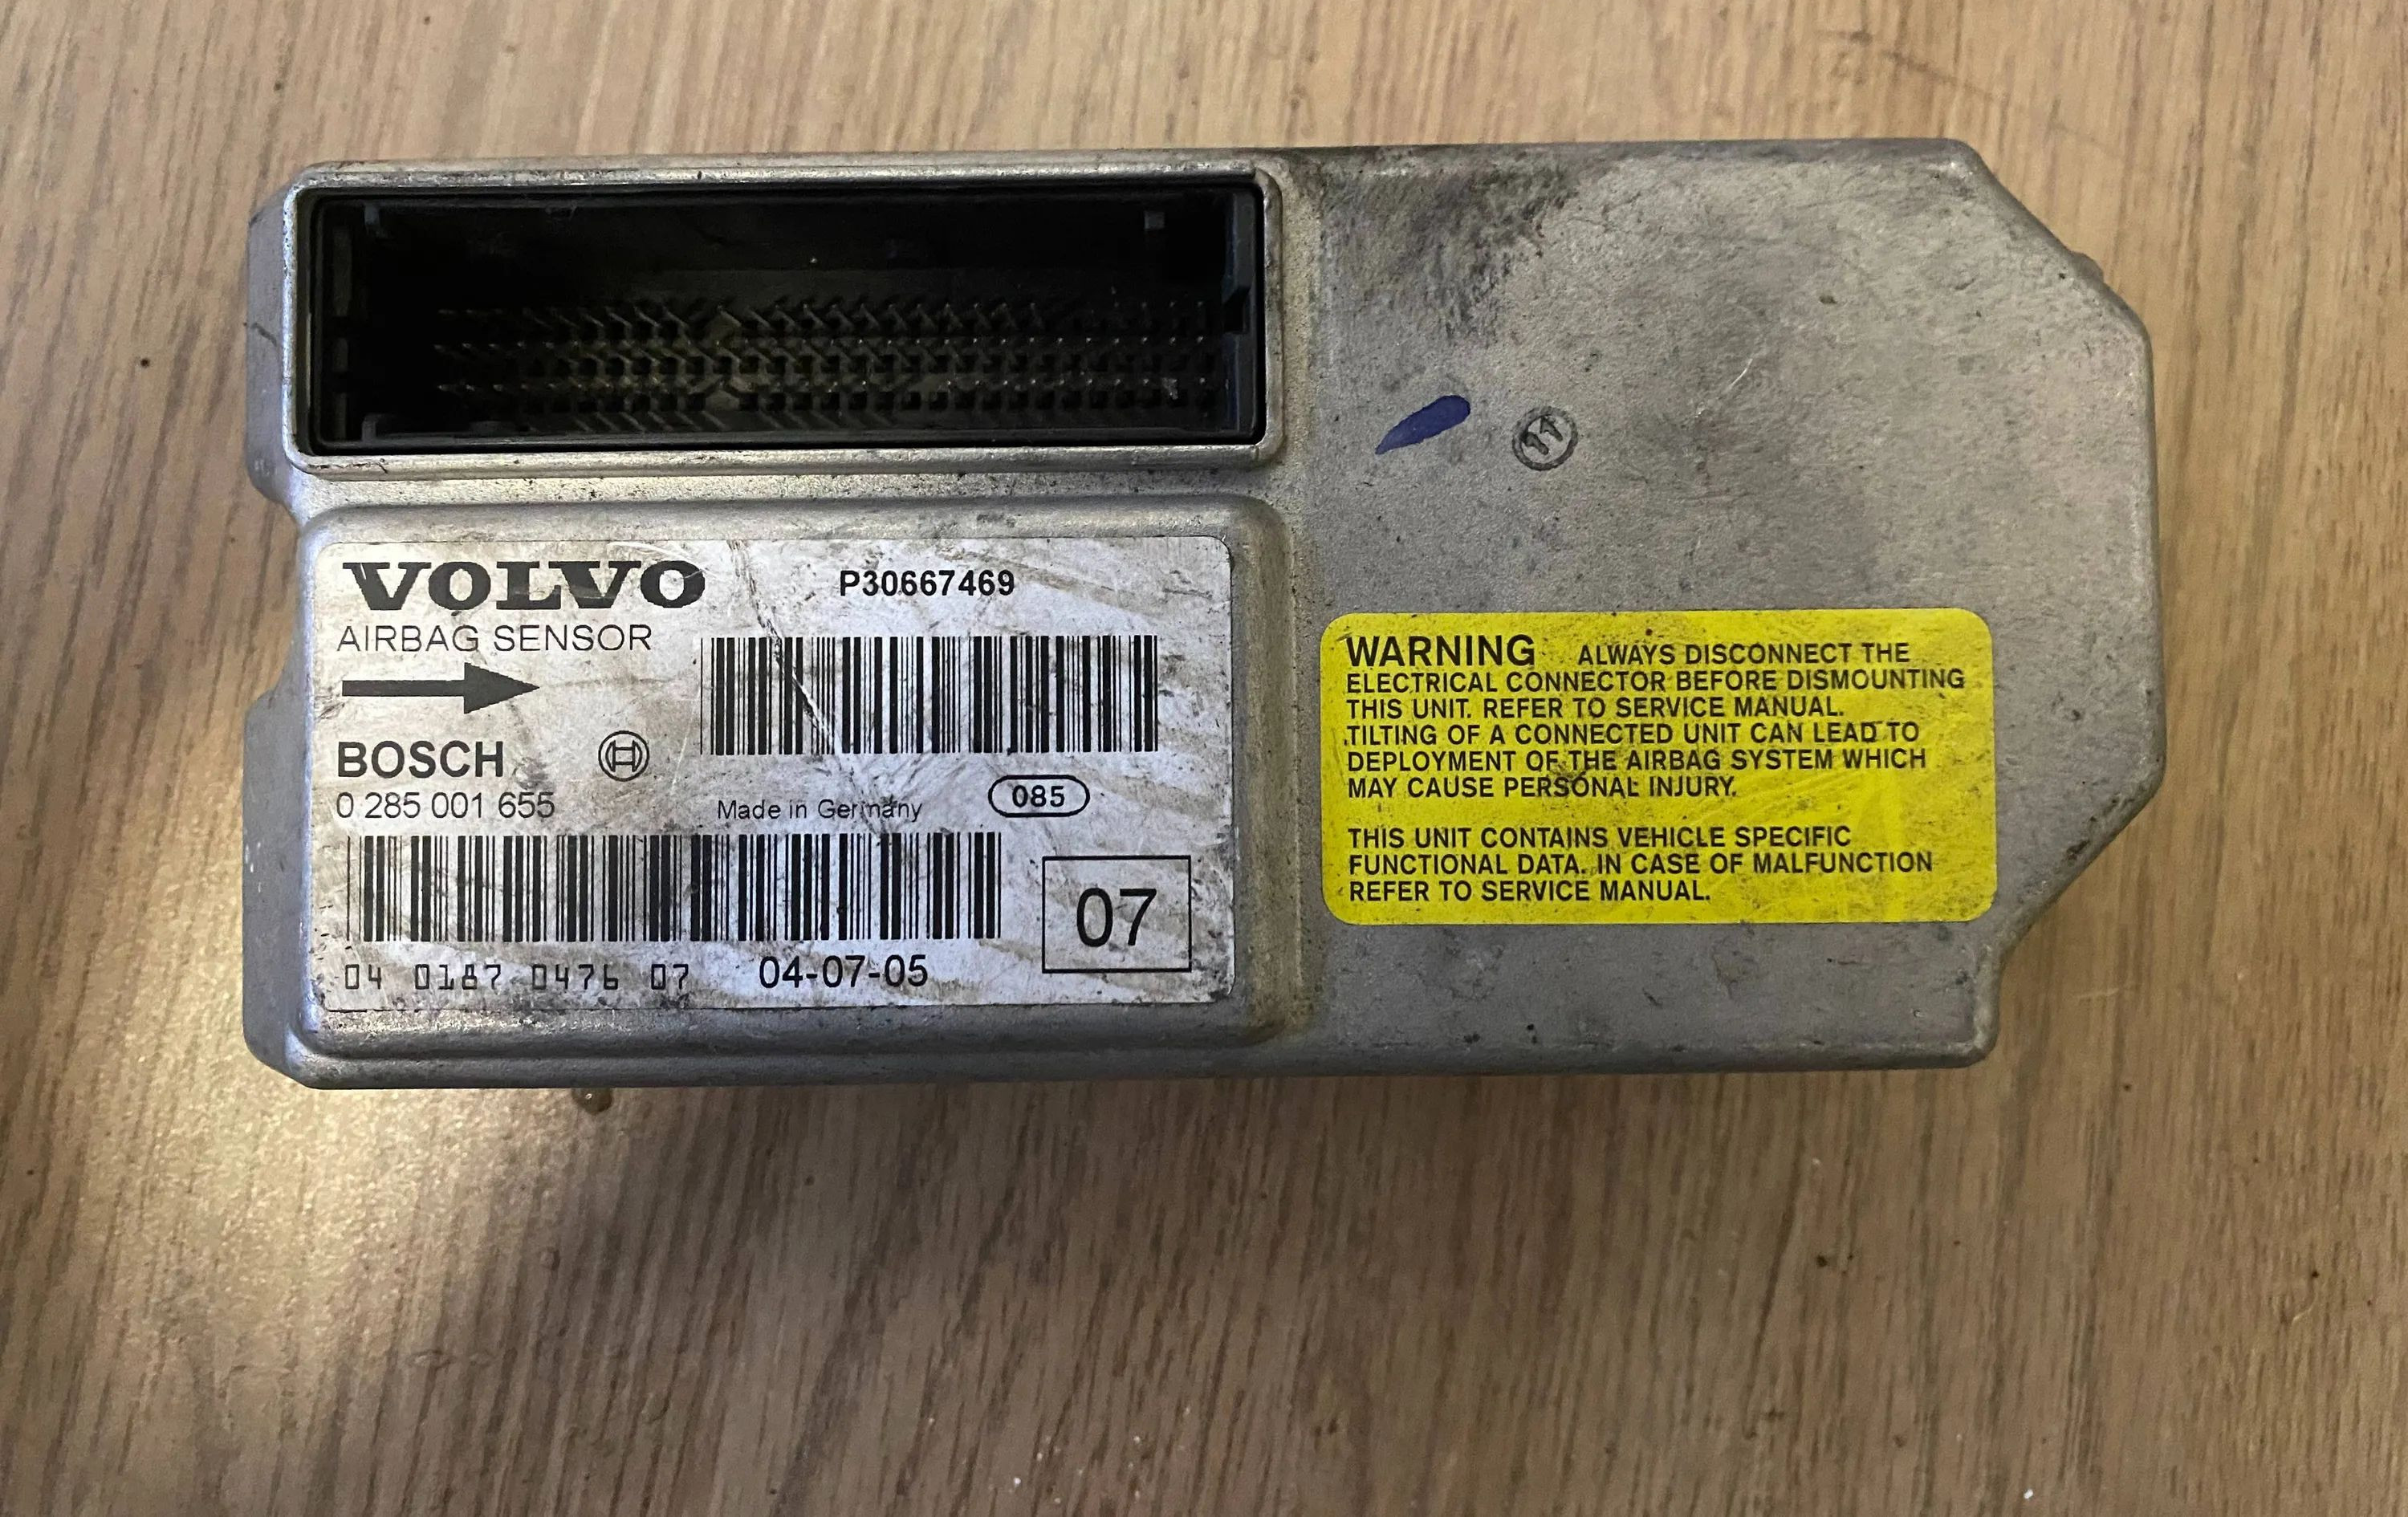 VOLVO
P30667469
AIRBAG SENSOR
BOSCH
0 285 001 655
Made in Germany
085
07
04 0187 0476 07
04-07-05
11
WARNING ALWAYS DISCONNECT THE
ELECTRICAL CONNECTOR BEFORE DISMOUNTING
THIS UNIT. REFER TO SERVICE MANUAL.
TILTING OF A CONNECTED UNIT CAN LEAD TO
DEPLOYMENT OF THE AIRBAG SYSTEM WHICH
MAY CAUSE PERSONAL INJURY.
THIS UNIT CONTAINS VEHICLE SPECIFIC
FUNCTIONAL DATA. IN CASE OF MALFUNCTION
REFER TO SERVICE MANUAL.